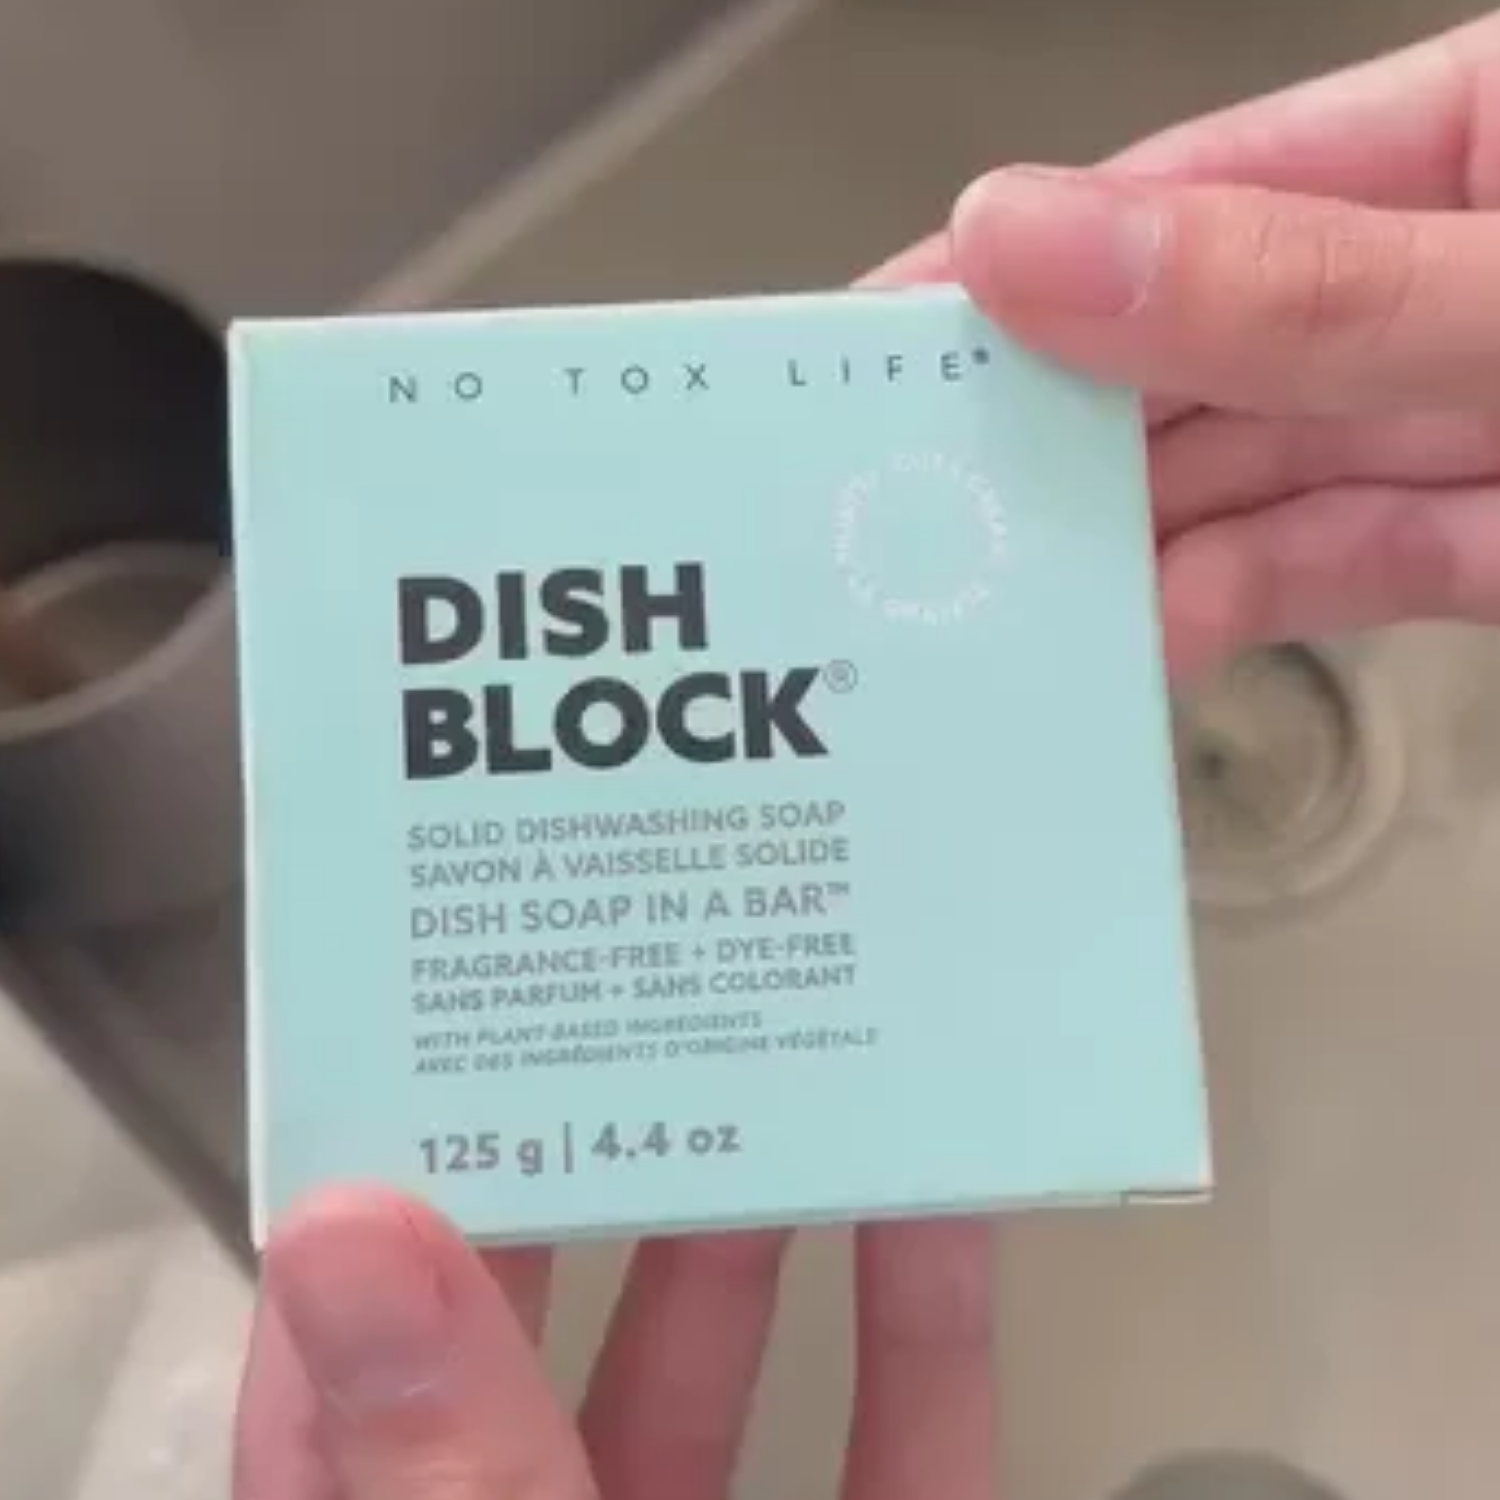 NO TOX LIFE®
DISH
BLOCK®
SOLID DISHWASHING SOAP
SAVON À VAISSELLE SOLIDE
DISH SOAP IN A BAR™
FRAGRANCE-FREE + DYE-FREE
SANS PARFUM + SANS COLORANT
WITH PLANT-BASED INGREDIENTS
AVEC DES INGRÉDIENTS D'ORIGINE VÉGÉTALE
125 g | 4.4 oz